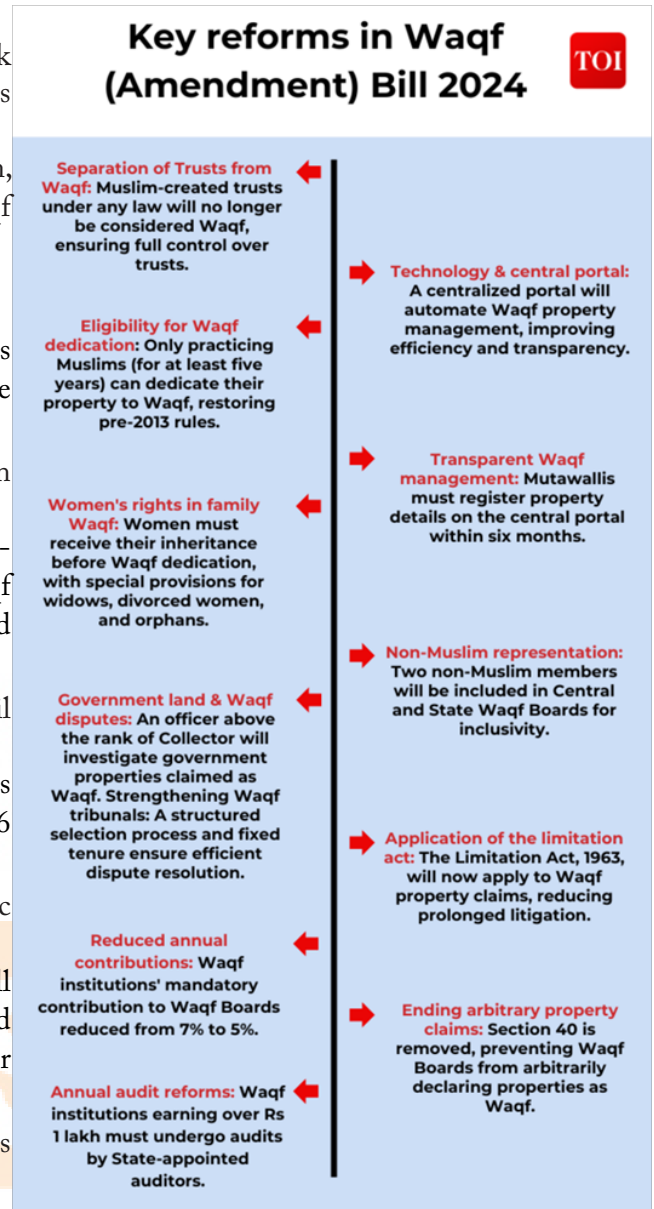 Key reforms in Waqf
(Amendment) Bill 2024
TOI
Separation of Trusts from
Waqf: Muslim-created trusts
under any law will no longer
be considered Waqf,
ensuring full control over
trusts.
Technology & central portal:
A centralized portal will
automate Waqf property
management, improving
efficiency and transparency.
Eligibility for Waqf
dedication: Only practicing
Muslims (for at least five
years) can dedicate their
property to Waqf, restoring
pre-2013 rules.
Transparent Waqf
management: Mutawallis
must register property
details on the central portal
within six months.
Women's rights in family
Waqf: Women must
receive their inheritance
before Waqf dedication,
with special provisions for
widows, divorced women,
and orphans.
Non-Muslim representation:
Two non-Muslim members
will be included in Central
and State Waqf Boards for
inclusivity.
Government land & Waqf
disputes: An officer above
the rank of Collector will
investigate government
properties claimed as
Waqf. Strengthening Waqf
tribunals: A structured
selection process and fixed
tenure ensure efficient
dispute resolution.
Application of the limitation
act: The Limitation Act, 1963,
will now apply to Waqf
property claims, reducing
prolonged litigation.
Reduced annual
contributions: Waqf
institutions' mandatory
contribution to Waqf Boards
reduced from 7% to 5%.
Ending arbitrary property
claims: Section 40 is
removed, preventing Waqf
Boards from arbitrarily
declaring properties as
Waqf.
Annual audit reforms: Waqf
institutions earning over Rs
1 lakh must undergo audits
by State-appointed
auditors.